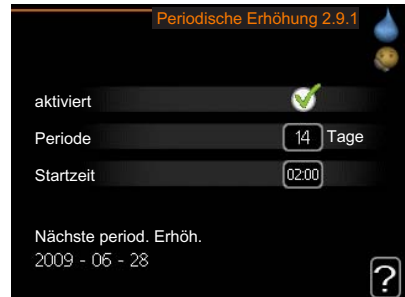 Periodische Erhöhung 2.9.1
aktiviert
Periode 14 Tage
Startzeit 02:00
Nächste period. Erhöh.
2009 - 06 - 28
?